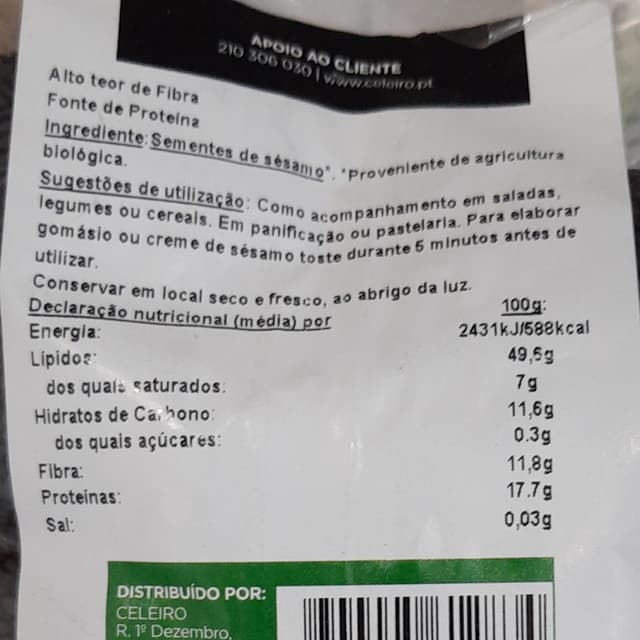 APOIO AO CLIENTE
210 306 030 | www.celeiro.pt
Alto teor de Fibra
Fonte de Proteína
Ingrediente: Sementes de sésamo*. *Proveniente de agricultura
biológica.
Sugestões de utilização: Como acompanhamento em saladas,
legumes ou cereais. Em panificação ou pastelaria. Para elaborar
gomásio ou creme de sésamo toste durante 5 minutos antes de
utilizar.
Conservar em local seco e fresco, ao abrigo da luz.
Declaração nutricional (média) por 100g:
Energia: 2431kJ/588kcal
Lípidos: 49,6g
dos quais saturados: 7g
Hidratos de Carbono: 11,6g
dos quais açúcares: 0.3g
Fibra: 11,8g
Proteínas: 17.7g
Sal: 0,03g
DISTRIBUÍDO POR:
CELEIRO
R. 1º Dezembro,